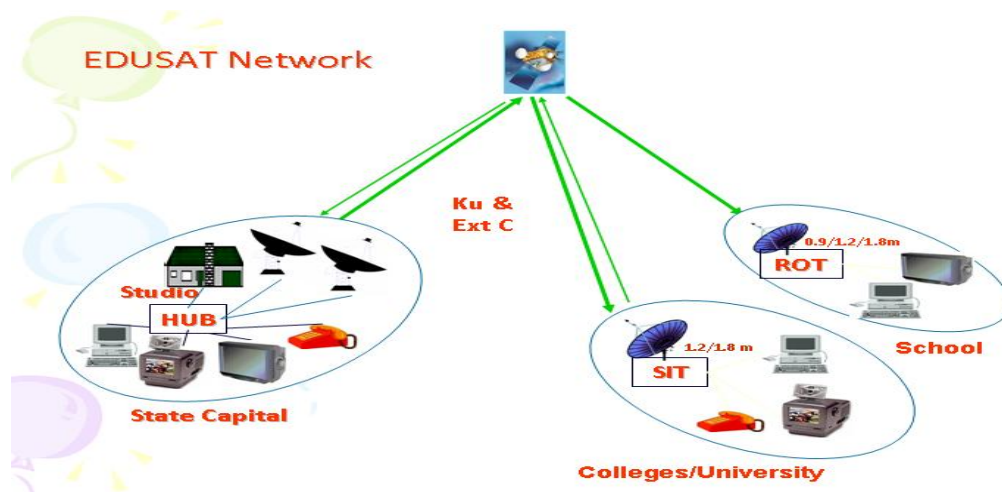 EDUSAT Network
Ku &
Ext C
0.9/1.2/1.8m
ROT
School
Studio
HUB
State Capital
1.2/1.8 m
SIT
Colleges/University